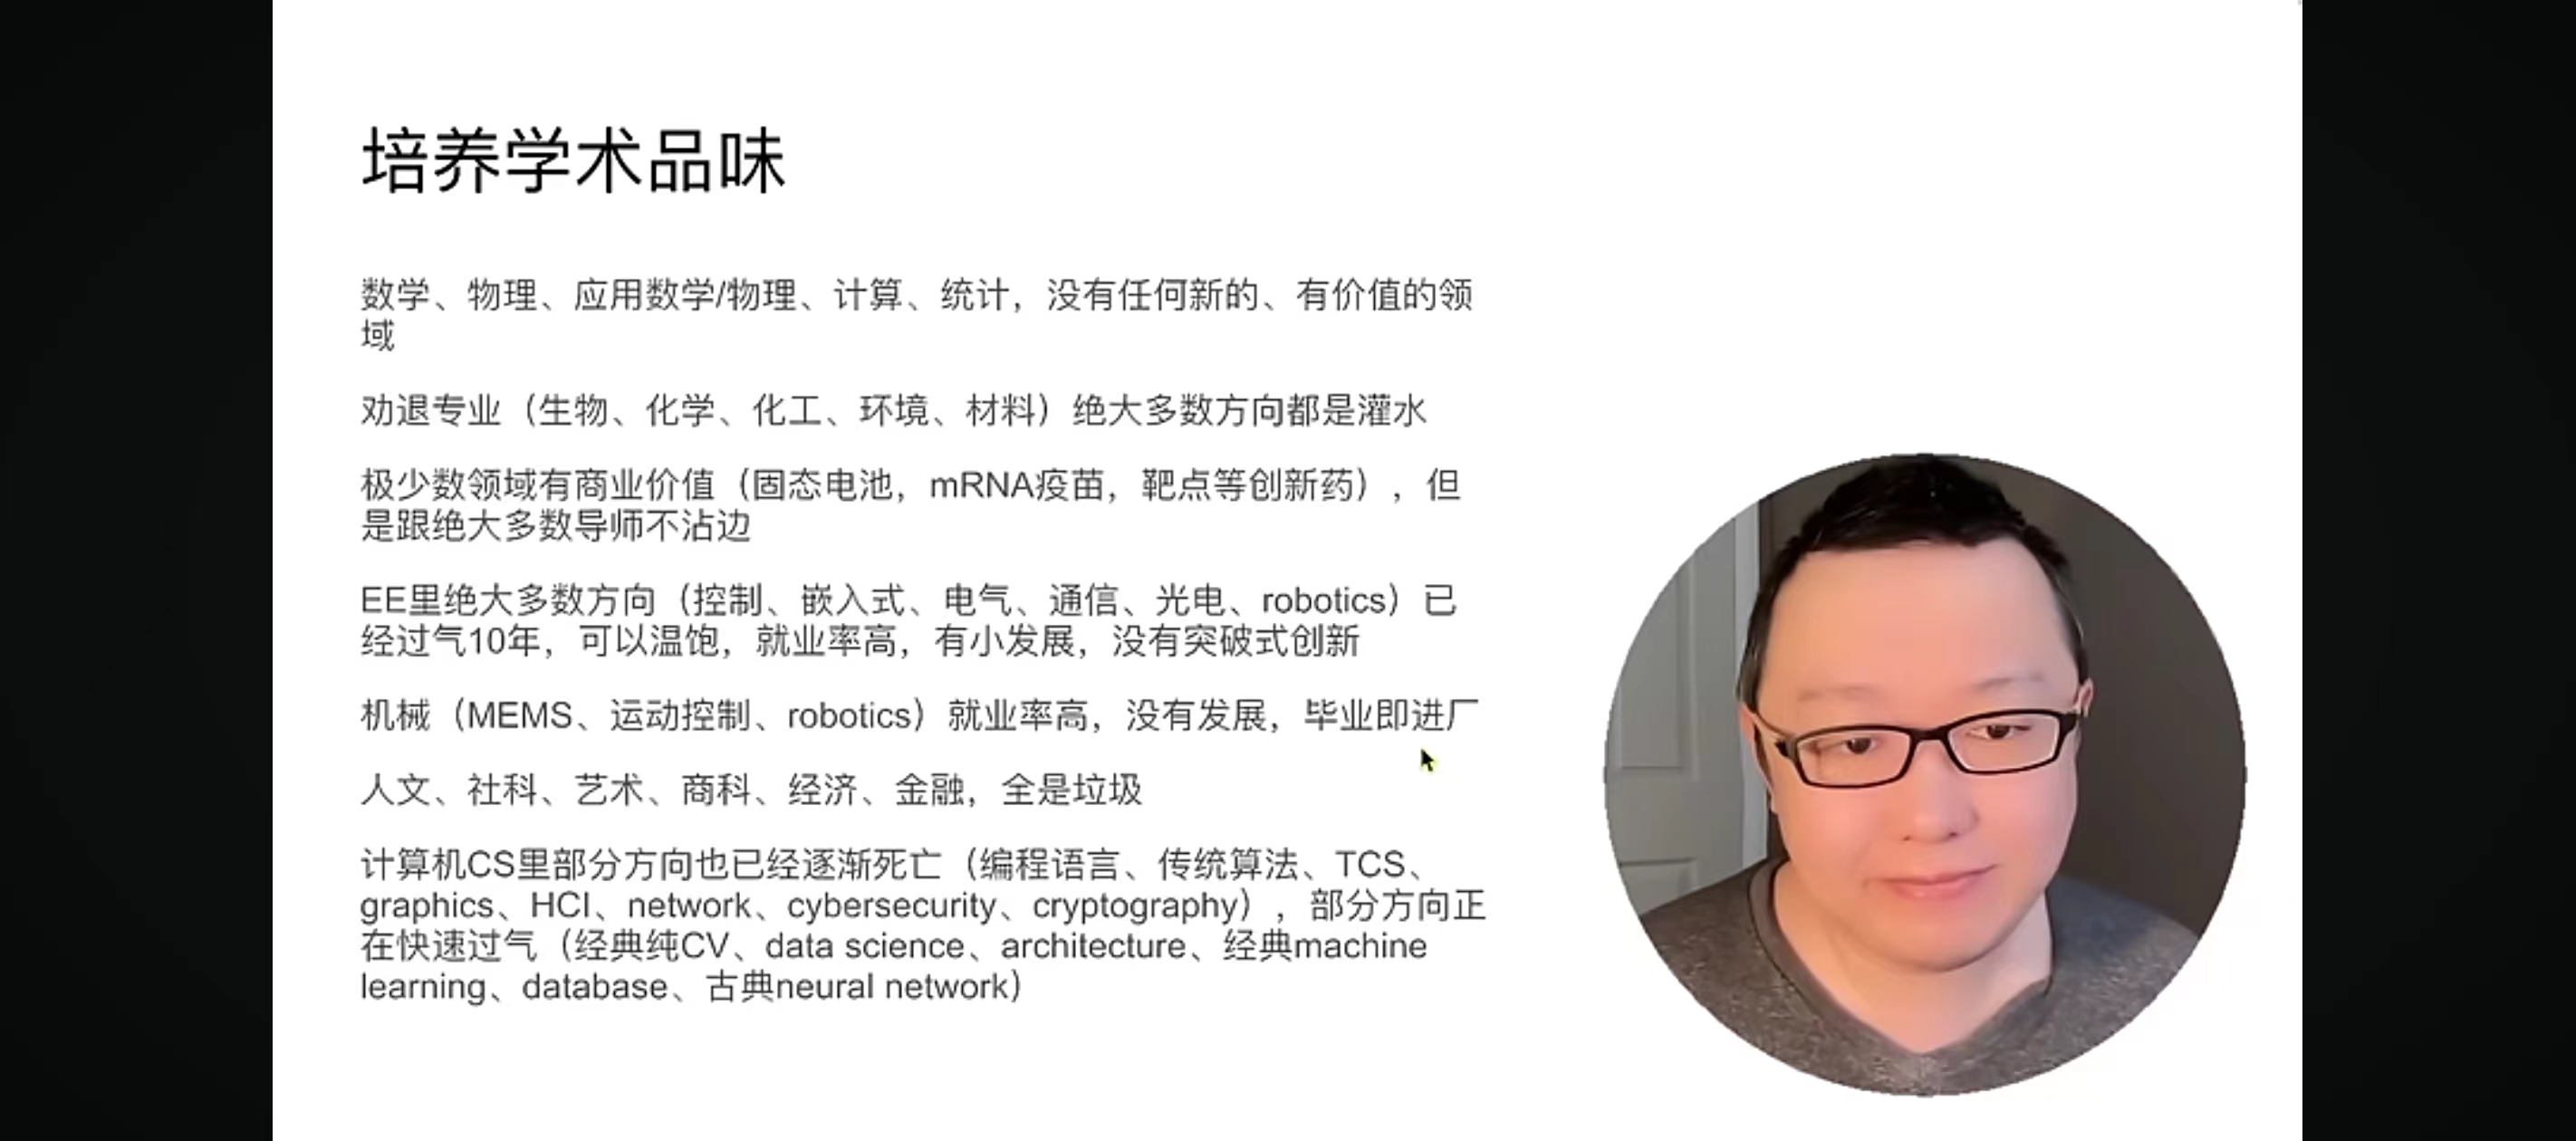 培养学术品味
数学、物理、应用数学/物理、计算、统计，没有任何新的、有价值的领
域
劝退专业（生物、化学、化工、环境、材料）绝大多数方向都是灌水
极少数领域有商业价值（固态电池，mRNA疫苗，靶点等创新药），但
是跟绝大多数导师不沾边
EE里绝大多数方向（控制、嵌入式、电气、通信、光电、robotics）已
经过气10年，可以温饱，就业率高，有小发展，没有突破式创新
机械（MEMS、运动控制、robotics）就业率高，没有发展，毕业即进厂
人文、社科、艺术、商科、经济、金融，全是垃圾
计算机CS里部分方向也已经逐渐死亡（编程语言、传统算法、TCS、
graphics、HCI、network、cybersecurity、cryptography），部分方向正
在快速过气（经典纯CV、data science、architecture、经典machine
learning、database、古典neural network）